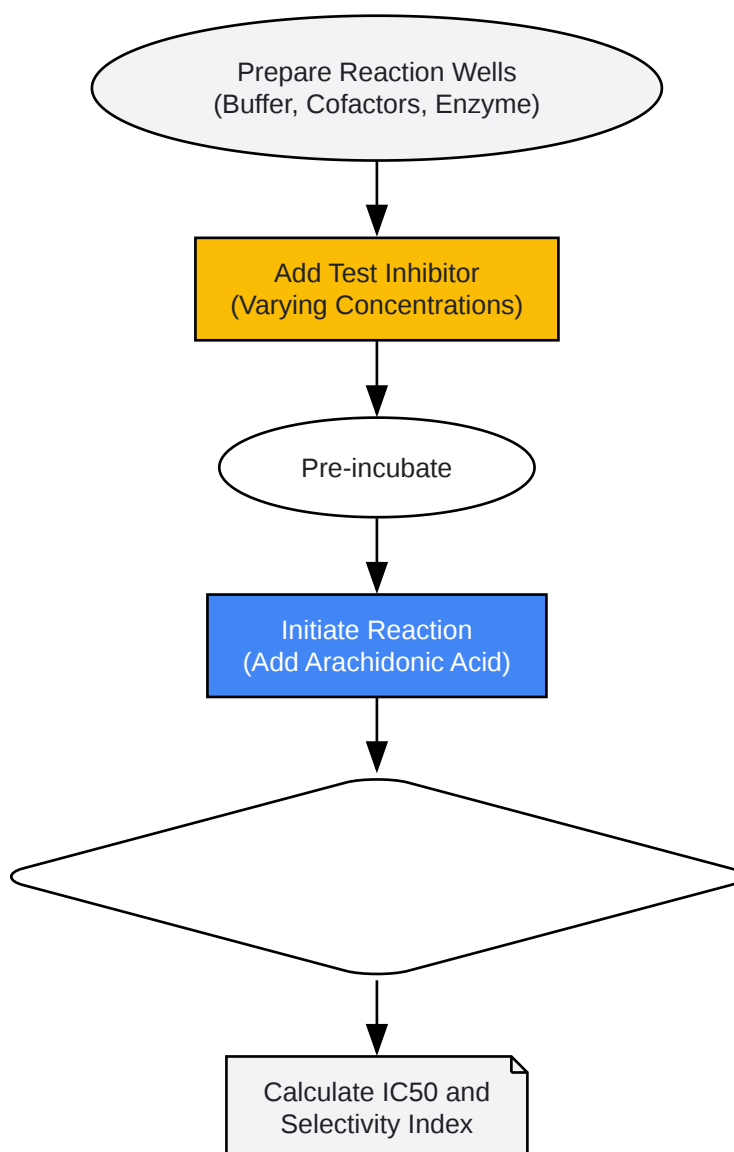 Prepare Reaction Wells
(Buffer, Cofactors, Enzyme)
Add Test Inhibitor
(Varying Concentrations)
Pre-incubate
Initiate Reaction
(Add Arachidonic Acid)
Calculate IC50 and
Selectivity Index